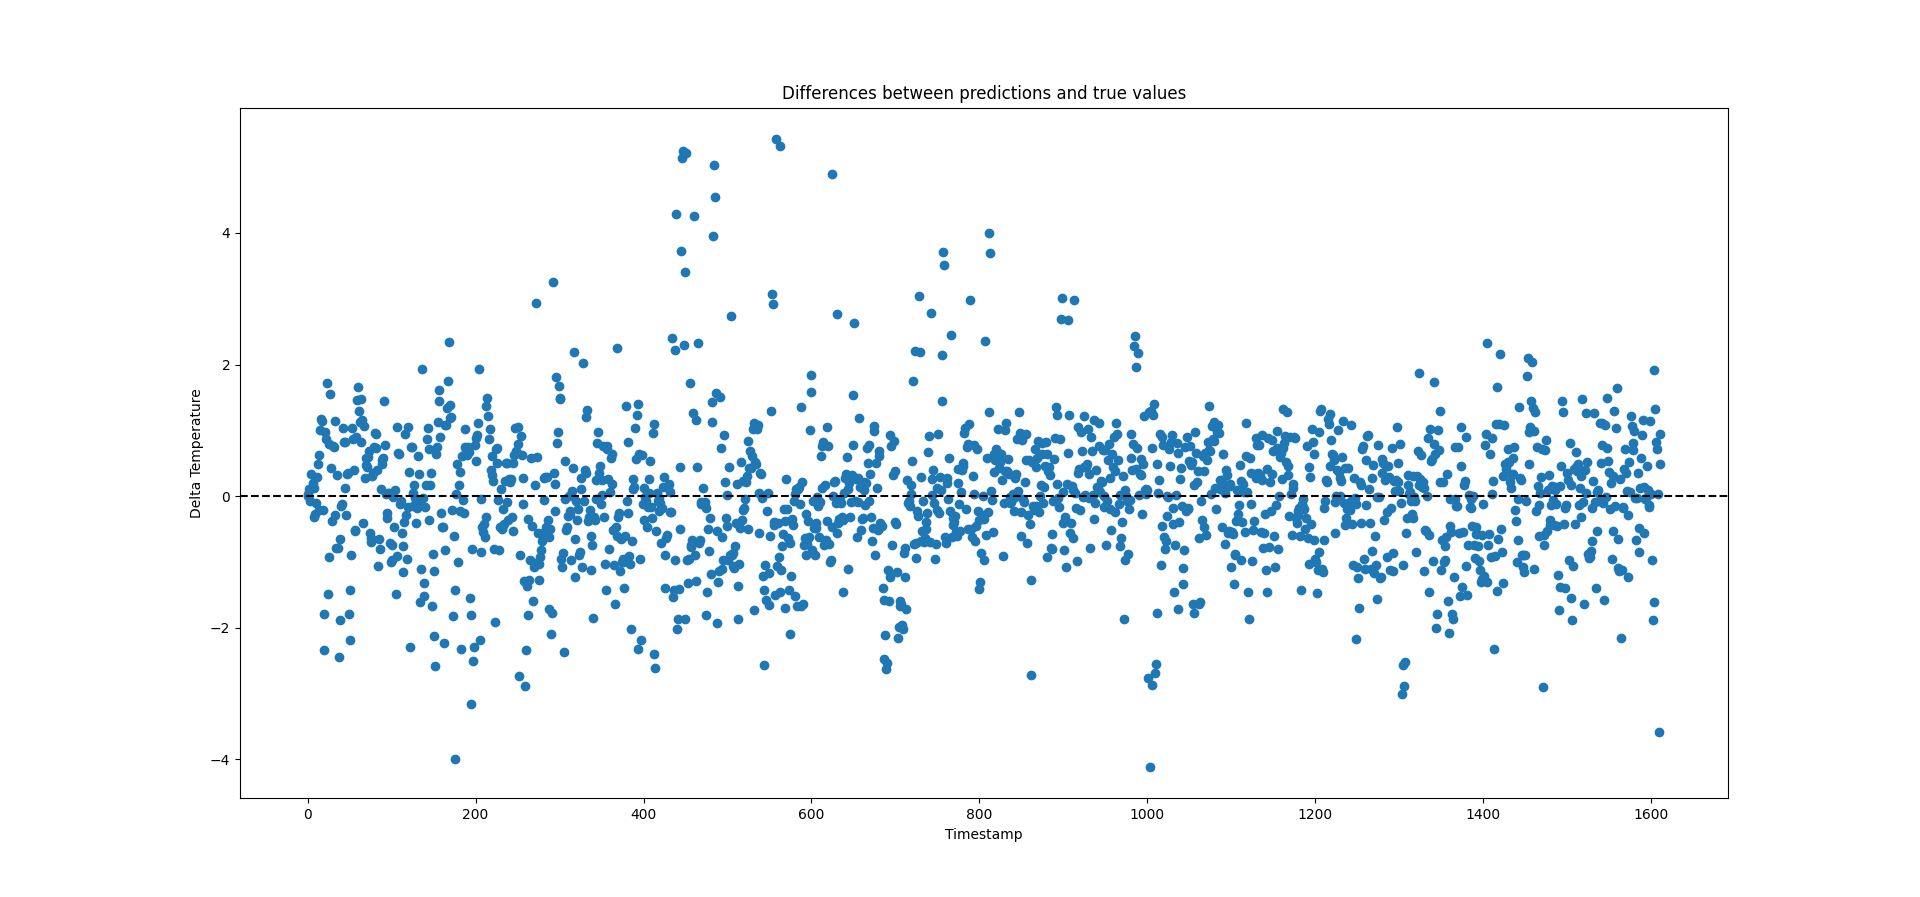 Differences between predictions and true values
Delta Temperature
4
2
0
−2
−4
0 200 400 600 800 1000 1200 1400 1600
Timestamp